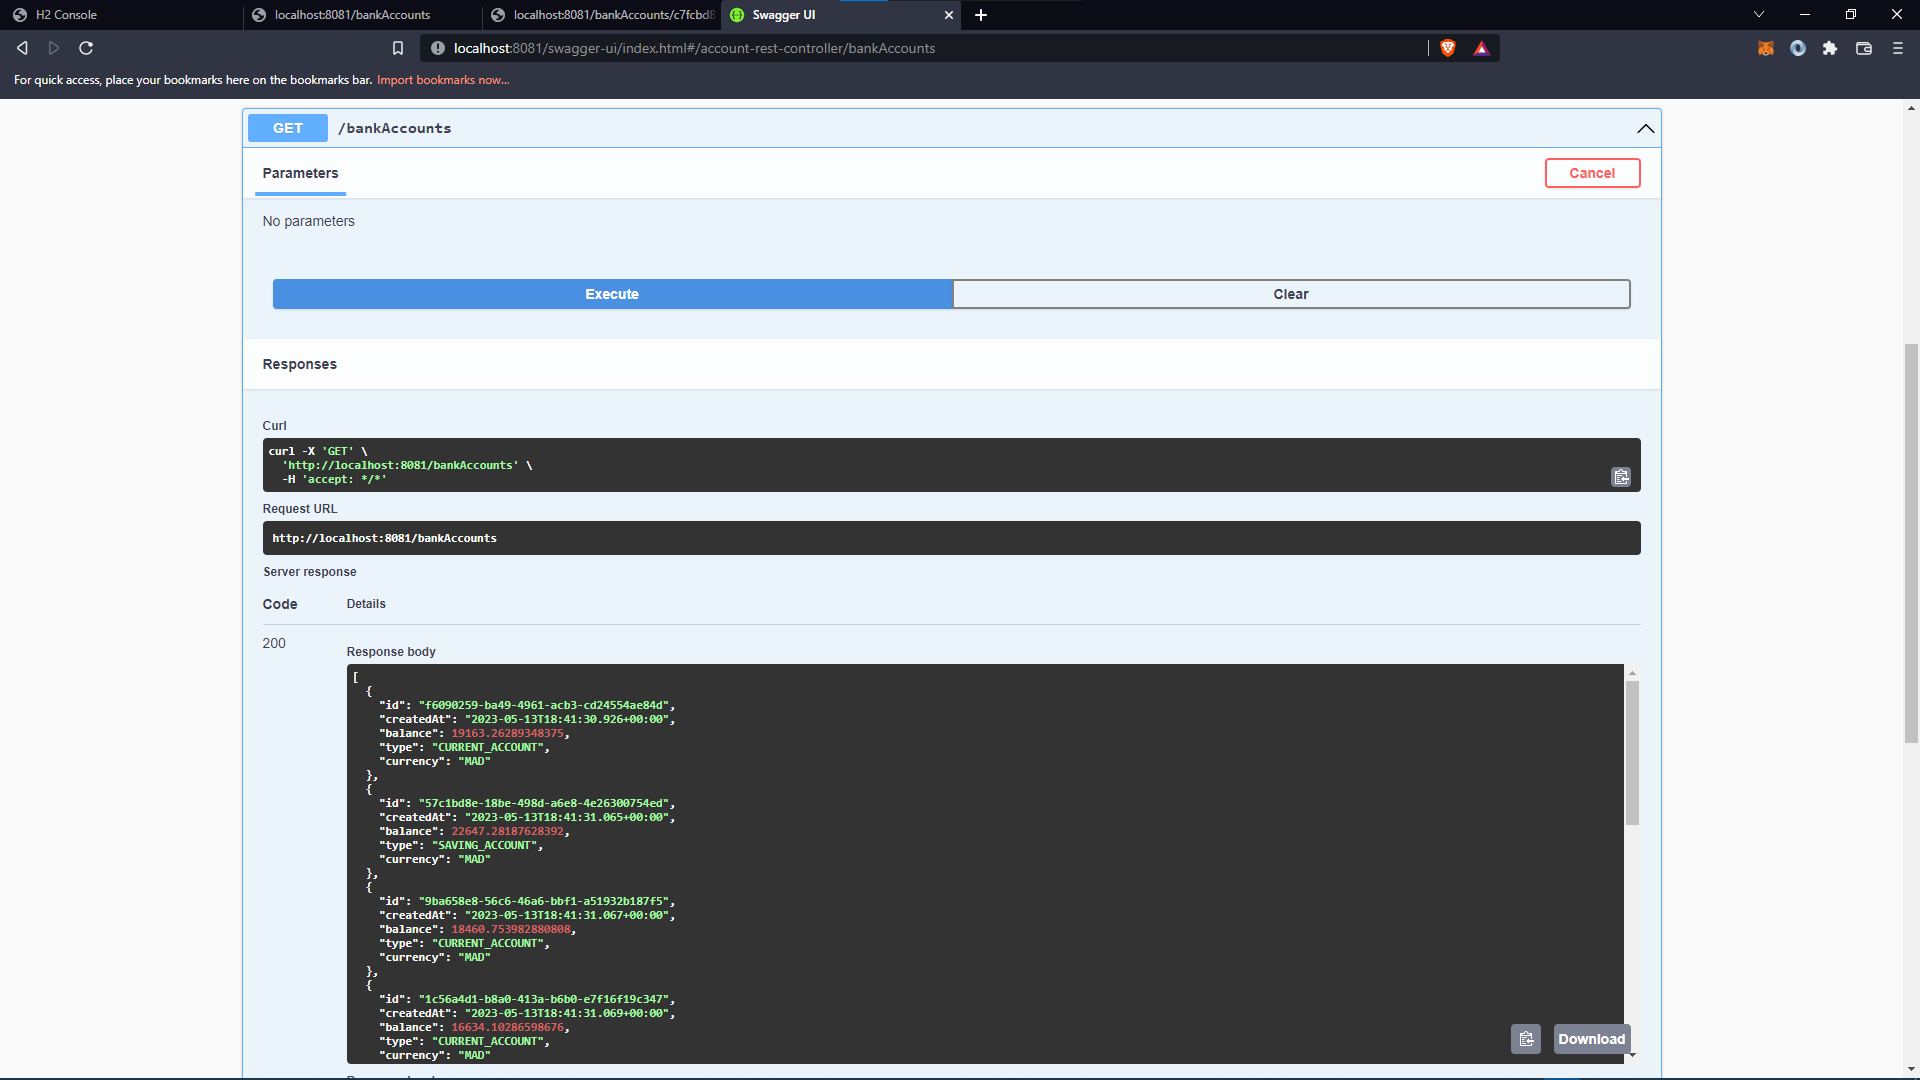 H2 Console
localhost:8081/bankAccounts
localhost:8081/bankAccounts/c7fcbd8
Swagger UI
localhost:8081/swagger-ui/index.html#/account-rest-controller/bankAccounts
For quick access, place your bookmarks here on the bookmarks bar. Import bookmarks now...
GET /bankAccounts
Parameters
Cancel
No parameters
Execute
Clear
Responses
Curl
curl -X 'GET' \
'http://localhost:8081/bankAccounts' \
-H 'accept: */*'
Request URL
http://localhost:8081/bankAccounts
Server response
Code Details
200
Response body
[
{
"id": "f6090259-ba49-4961-acb3-cd24554ae84d",
"createdAt": "2023-05-13T18:41:30.926+00:00",
"balance": 19163.26289348375,
"type": "CURRENT_ACCOUNT",
"currency": "MAD"
},
{
"id": "57c1bd8e-18be-498d-a6e8-4e26300754ed",
"createdAt": "2023-05-13T18:41:31.065+00:00",
"balance": 22647.28187628392,
"type": "SAVING_ACCOUNT",
"currency": "MAD"
},
{
"id": "9ba658e8-56c6-46a6-bbf1-a51932b187f5",
"createdAt": "2023-05-13T18:41:31.067+00:00",
"balance": 18460.753982880808,
"type": "CURRENT_ACCOUNT",
"currency": "MAD"
},
{
"id": "1c56a4d1-b8a0-413a-b6b0-e7f16f19c347",
"createdAt": "2023-05-13T18:41:31.069+00:00",
"balance": 16634.10286598676,
"type": "CURRENT_ACCOUNT",
"currency": "MAD"
Download